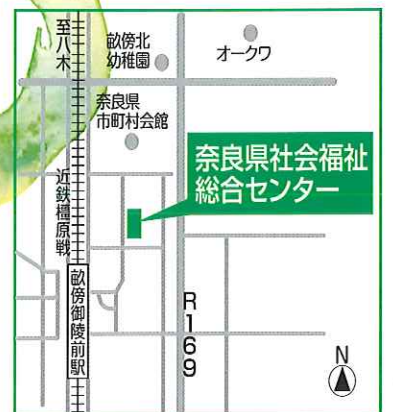 至八木
畝傍北
幼稚園
オークワ
奈良県
市町村会館
奈良県社会福祉
総合センター
近鉄橿原戦
畝傍御陵前駅
R169
N